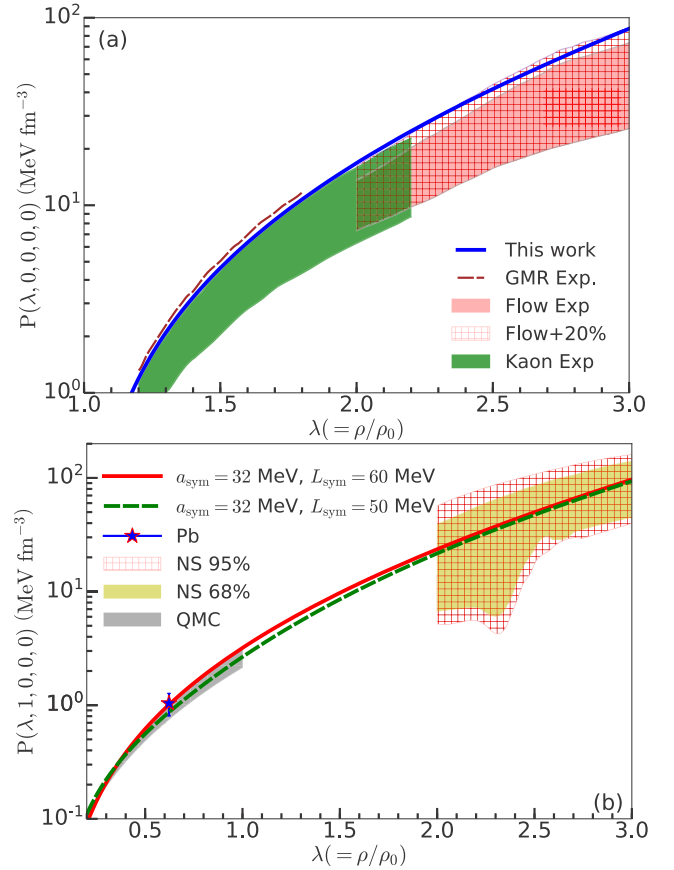 (a)
P(λ, 0, 0, 0, 0) (MeV fm⁻³)
10²
10¹
10⁰
This work
GMR Exp.
Flow Exp
Flow+20%
Kaon Exp
1.0 1.5 2.0 2.5 3.0
λ(=ρ/ρ₀)
P(λ, 1, 0, 0, 0) (MeV fm⁻³)
10²
10¹
10⁰
10⁻¹
a_sym = 32 MeV, L_sym = 60 MeV
a_sym = 32 MeV, L_sym = 50 MeV
Pb
NS 95%
NS 68%
QMC
(b)
0.5 1.0 1.5 2.0 2.5 3.0
λ(=ρ/ρ₀)